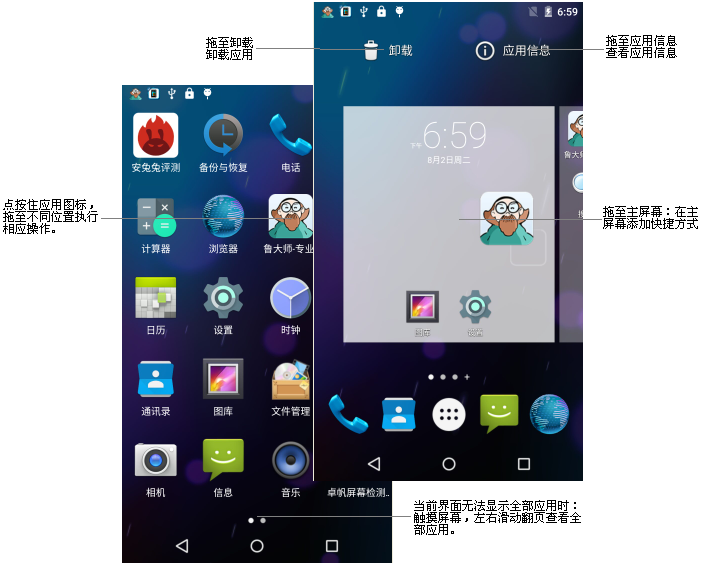 6:59
拖至卸载
卸载应用
卸载
应用信息
拖至应用信息
查看应用信息
下午6:59
8月2日周二
鲁大师
安兔兔评测
备份与恢复
电话
点按住应用图标，
拖至不同位置执行
相应操作。
拖至主屏幕：在主
屏幕添加快捷方式
计算器
浏览器
鲁大师-专业
日历
设置
时钟
图库
设置
通讯录
图库
文件管理
相机
信息
音乐
卓帆屏幕检测..
当前界面无法显示全部应用时：
触摸屏幕，左右滑动翻页查看全
部应用。